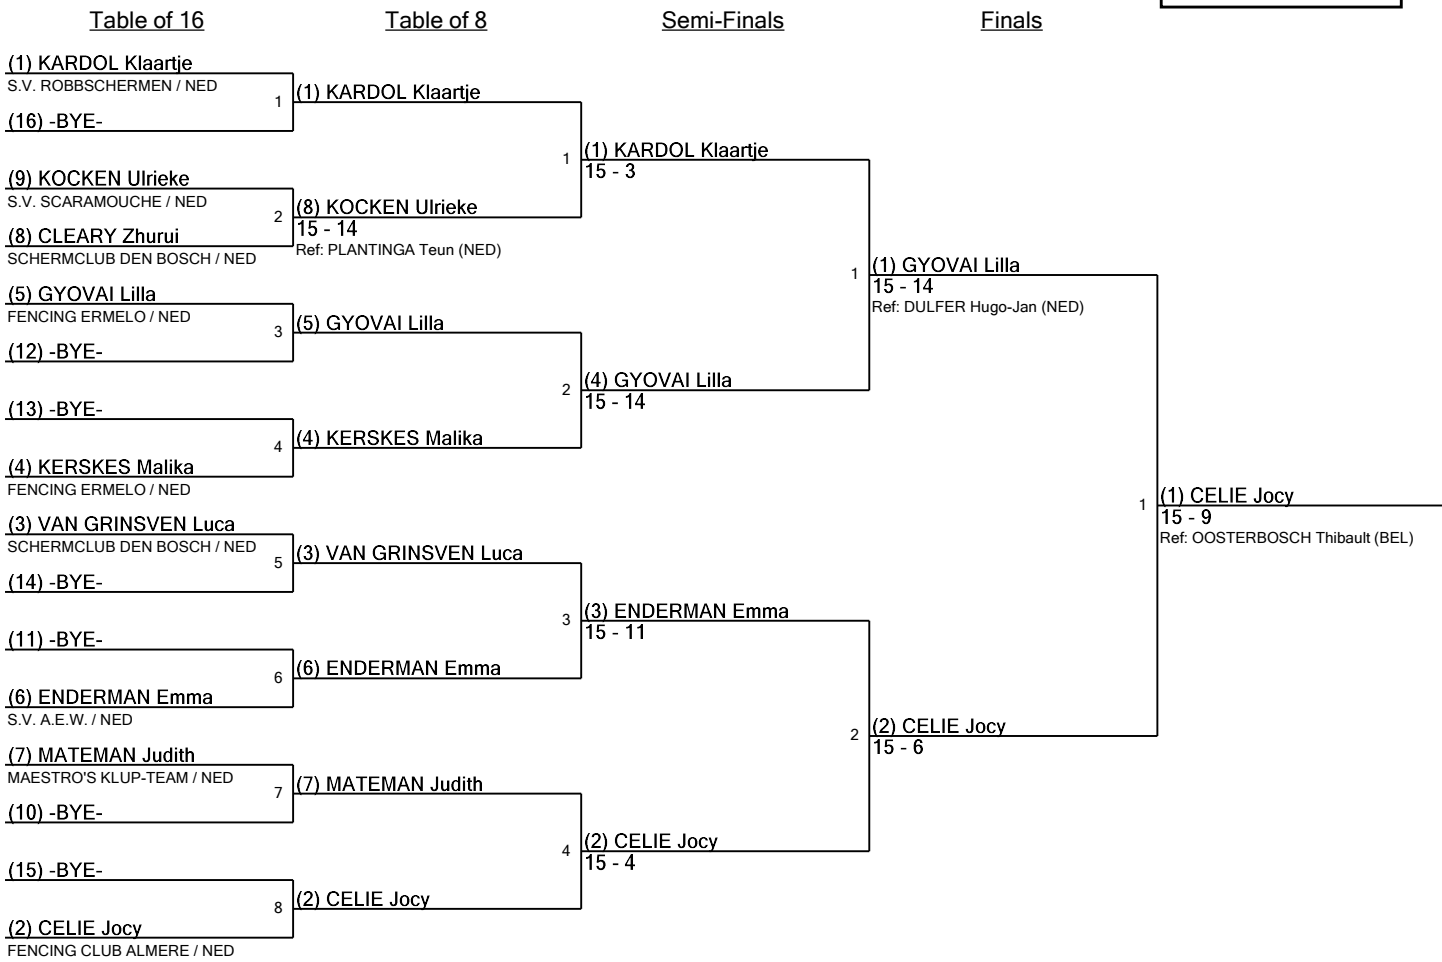 Table of 16
Table of 8
Semi-Finals
Finals
(1) KARDOL Klaartje
S.V. ROBBSCHERMEN / NED
1
(16) -BYE-
(9) KOCKEN Ulrieke
S.V. SCARAMOUCHE / NED
2
(8) CLEARY Zhurui
SCHERMCLUB DEN BOSCH / NED
(5) GYOVAI Lilla
FENCING ERMELO / NED
3
(12) -BYE-
(13) -BYE-
4
(4) KERSKES Malika
FENCING ERMELO / NED
(3) VAN GRINSVEN Luca
SCHERMCLUB DEN BOSCH / NED
5
(14) -BYE-
(11) -BYE-
6
(6) ENDERMAN Emma
S.V. A.E.W. / NED
(7) MATEMAN Judith
MAESTRO'S KLUP-TEAM / NED
7
(10) -BYE-
(15) -BYE-
8
(2) CELIE Jocy
FENCING CLUB ALMERE / NED
(1) KARDOL Klaartje
1
(8) KOCKEN Ulrieke
15 - 14
Ref: PLANTINGA Teun (NED)
(5) GYOVAI Lilla
2
(4) KERSKES Malika
(3) VAN GRINSVEN Luca
3
(6) ENDERMAN Emma
(7) MATEMAN Judith
4
(2) CELIE Jocy
(1) KARDOL Klaartje
15 - 3
1
(4) GYOVAI Lilla
15 - 14
(3) ENDERMAN Emma
15 - 11
2
(2) CELIE Jocy
15 - 4
(1) GYOVAI Lilla
15 - 14
Ref: DULFER Hugo-Jan (NED)
1
(2) CELIE Jocy
15 - 6
(1) CELIE Jocy
15 - 9
Ref: OOSTERBOSCH Thibault (BEL)